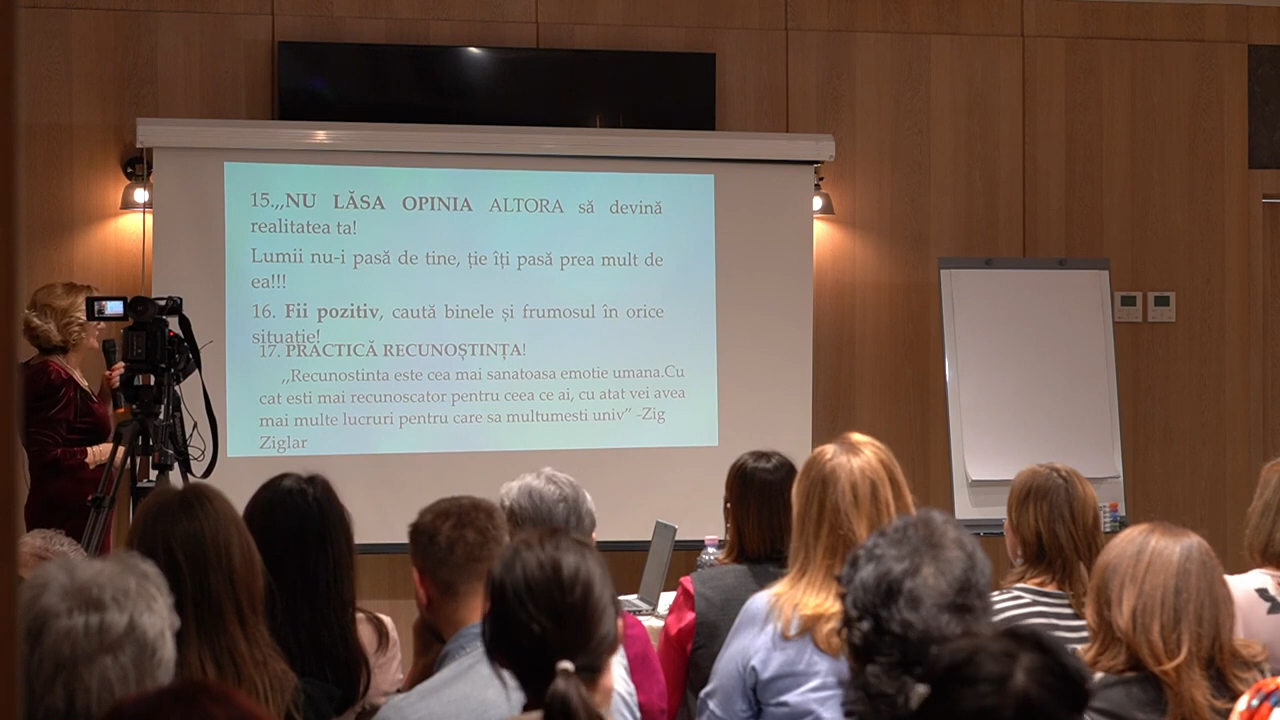 15.,,NU LĂSA OPINIA ALTORA să devină
realitatea ta!
Lumii nu-i pasă de tine, ție îți pasă prea mult de
ea!!!
16. Fii pozitiv, caută binele și frumosul în orice
situație!
17. PRACTICĂ RECUNOȘTINȚA!
,,Recunostinta este cea mai sanatoasa emotie umana.Cu
cat esti mai recunoscator pentru ceea ce ai, cu atat vei avea
mai multe lucruri pentru care sa multumesti univ” -Zig
Ziglar